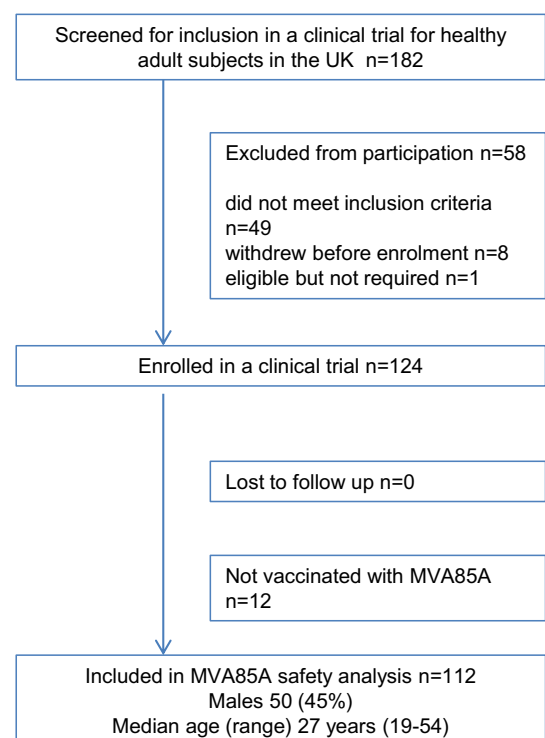 Screened for inclusion in a clinical trial for healthy
adult subjects in the UK n=182
Excluded from participation n=58
did not meet inclusion criteria
n=49
withdrew before enrolment n=8
eligible but not required n=1
Enrolled in a clinical trial n=124
Lost to follow up n=0
Not vaccinated with MVA85A
n=12
Included in MVA85A safety analysis n=112
Males 50 (45%)
Median age (range) 27 years (19-54)